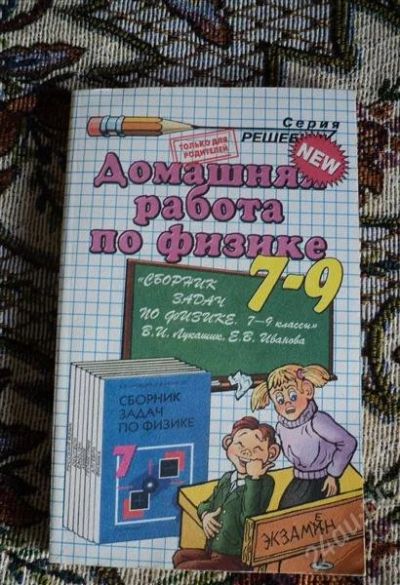 Серия
РЕШЕБНИК
ТОЛЬКО ДЛЯ
РОДИТЕЛЕЙ
NEW
Домашняя
работа
по физике
7-9
«СБОРНИК
ЗАДАЧ
ПО ФИЗИКЕ. 7—9 классы»
В.И. Лукашик, Е.В. Иванова
СБОРНИК
ЗАДАЧ
ПО ФИЗИКЕ
7
ЭКЗАМЕН